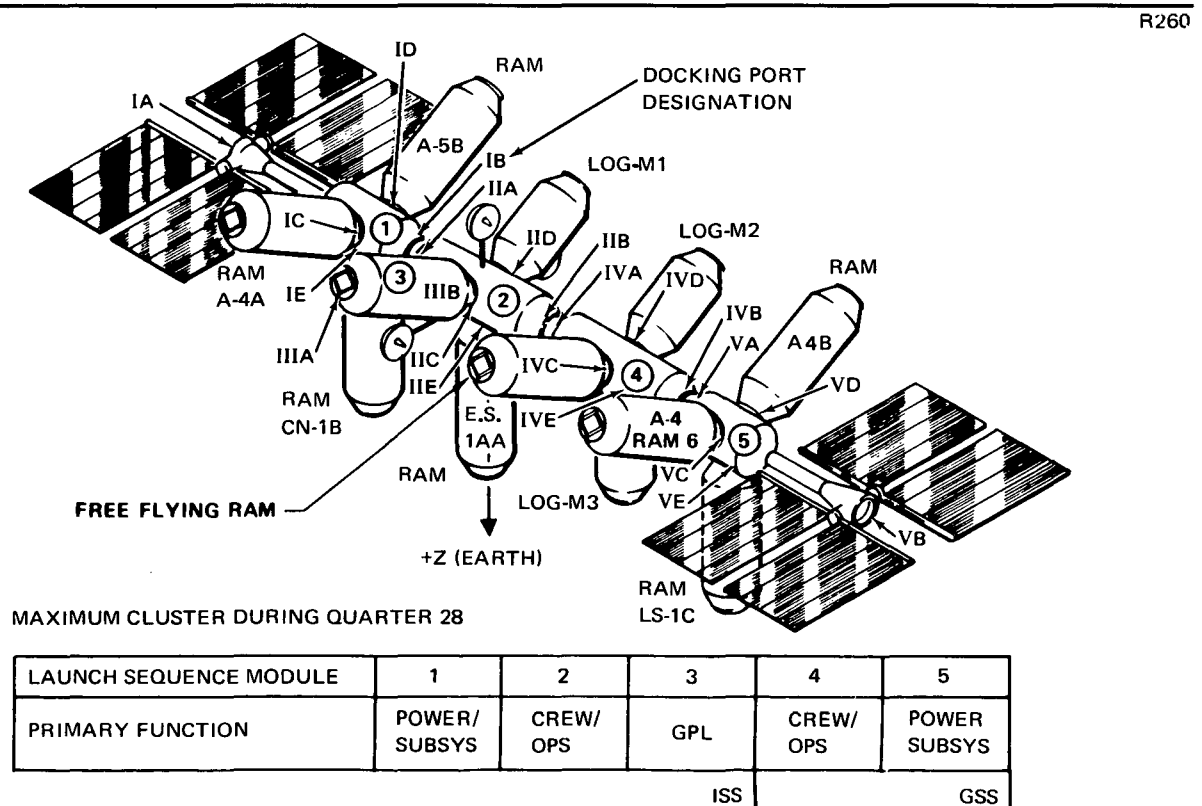 R260
ID
RAM
DOCKING PORT
DESIGNATION
IA
A-5B
IB
IIA
LOG-M1
IC
1
IID
IIB
IVA
LOG-M2
RAM
A-4A
IE
3
IIIB
2
IVD
RAM
IVB
VA
A4B
IIIA
IIC
IIE
IVC
4
VD
RAM
CN-1B
E.S.
1AA
IVE
A-4
RAM 6
5
RAM
LOG-M3
VC
VE
FREE FLYING RAM
VB
+Z (EARTH)
RAM
LS-1C
MAXIMUM CLUSTER DURING QUARTER 28
LAUNCH SEQUENCE MODULE 1 2 3 4 5
PRIMARY FUNCTION POWER/ SUBSYS CREW/ OPS GPL CREW/ OPS POWER SUBSYS
ISS GSS